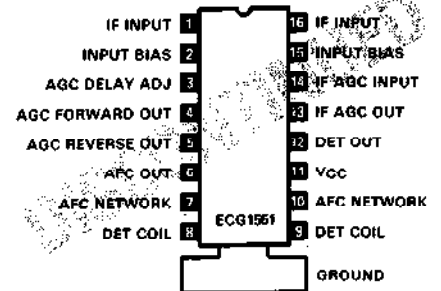 IF INPUT 1 16 IF INPUT
INPUT BIAS 2 15 INPUT BIAS
AGC DELAY ADJ 3 14 IF AGC INPUT
AGC FORWARD OUT 4 13 IF AGC OUT
AGC REVERSE OUT 5 12 DET OUT
AFC OUT 6 11 VCC
AFC NETWORK 7 10 AFC NETWORK
DET COIL 8 9 DET COIL
ECG1561
GROUND